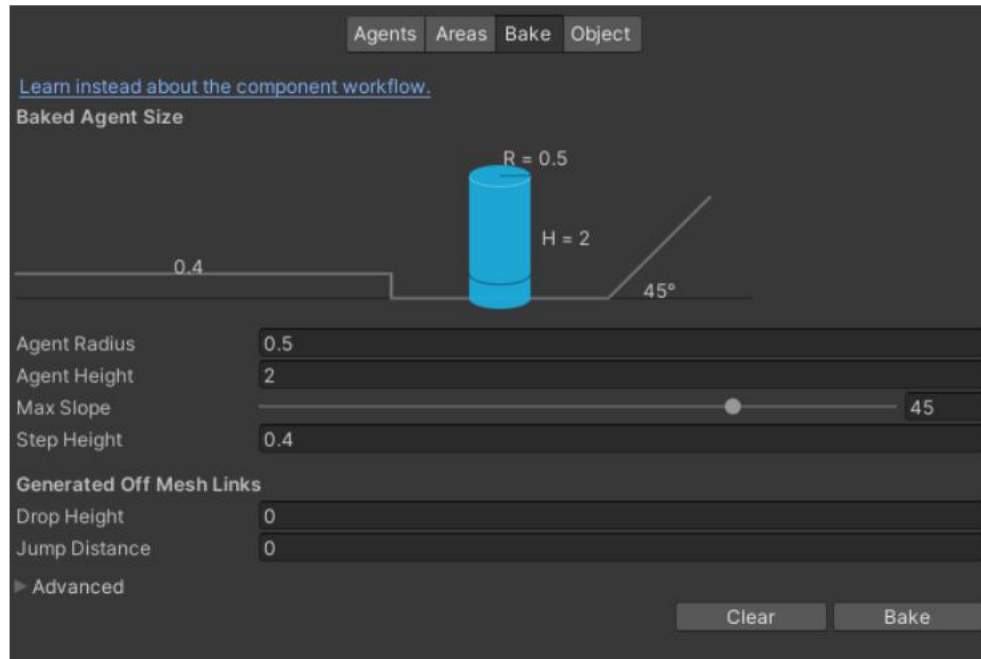 Agents Areas Bake Object
Learn instead about the component workflow.
Baked Agent Size
R = 0.5
H = 2
0.4
45°
Agent Radius 0.5
Agent Height 2
Max Slope 45
Step Height 0.4
Generated Off Mesh Links
Drop Height 0
Jump Distance 0
Advanced
Clear Bake